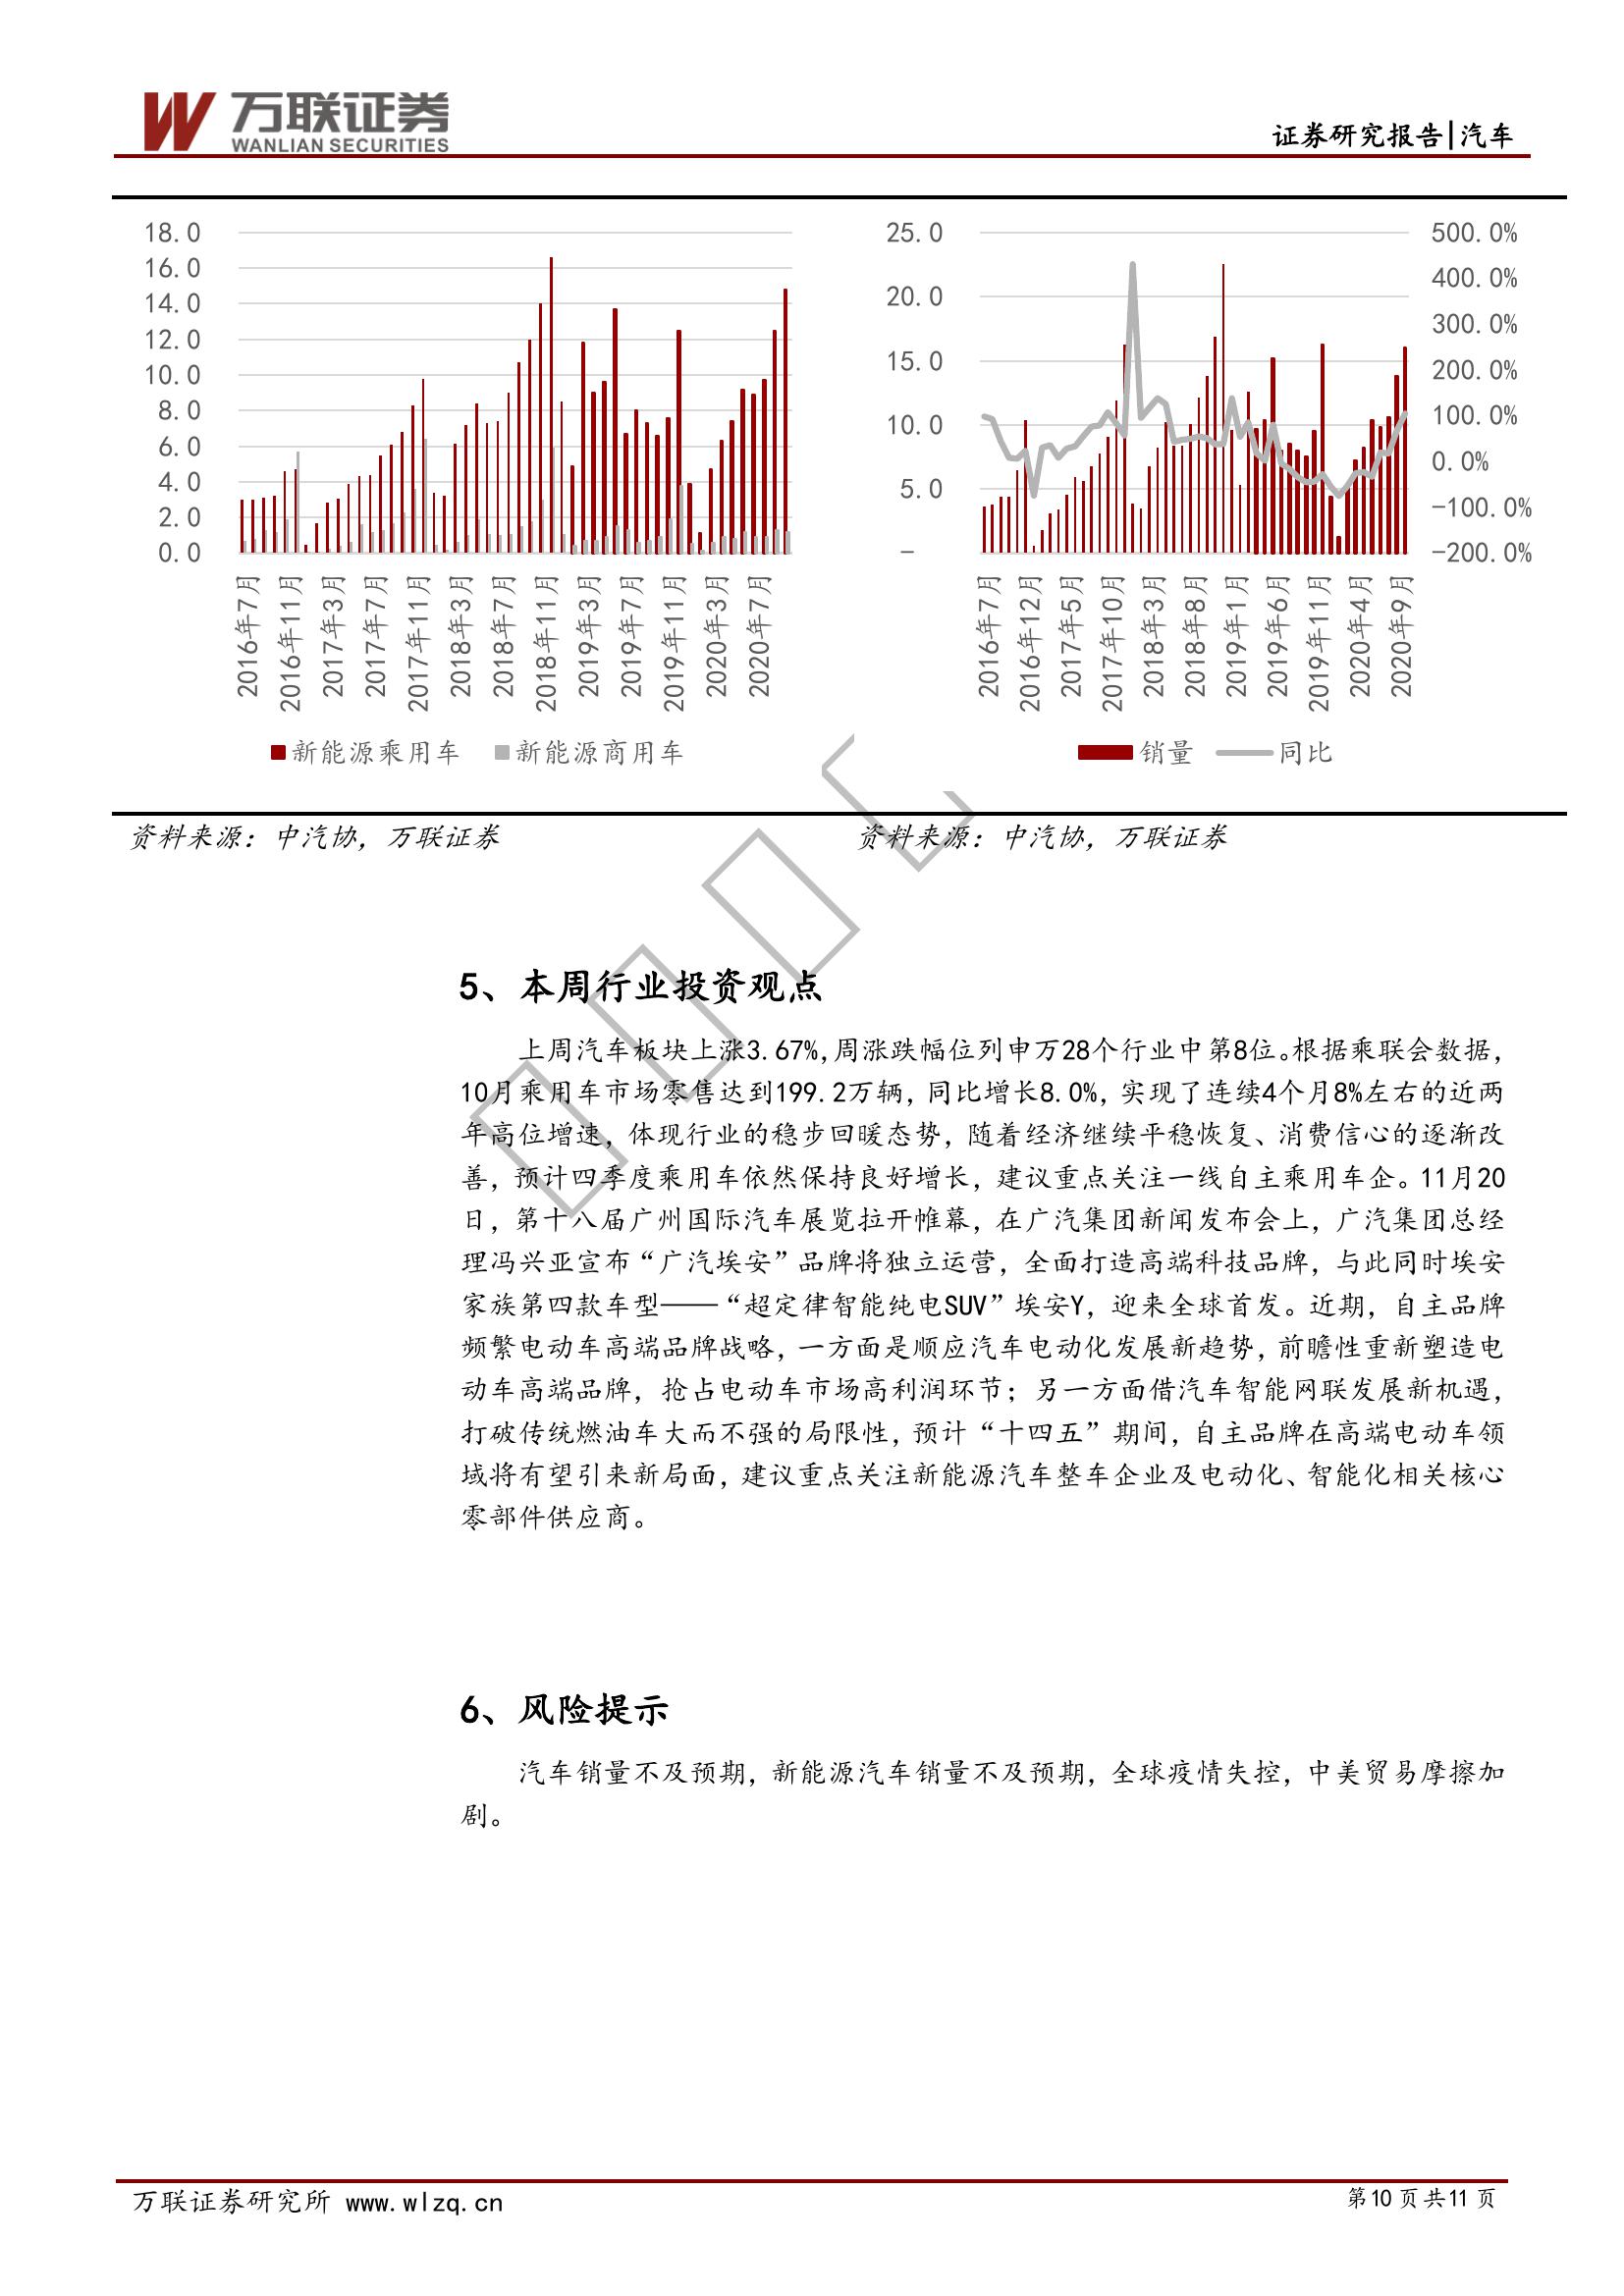 万联证券
WANLIAN SECURITIES
证券研究报告|汽车
18.0
16.0
14.0
12.0
10.0
8.0
6.0
4.0
2.0
0.0
2016年7月
2016年11月
2017年3月
2017年7月
2017年11月
2018年3月
2018年7月
2018年11月
2019年3月
2019年7月
2019年11月
2020年3月
2020年7月
新能源乘用车 新能源商用车
25.0
20.0
15.0
10.0
5.0
-
500.0%
400.0%
300.0%
200.0%
100.0%
0.0%
-100.0%
-200.0%
2016年7月
2016年12月
2017年5月
2017年10月
2018年3月
2018年8月
2019年1月
2019年6月
2019年11月
2020年4月
2020年9月
销量 同比
资料来源：中汽协，万联证券
资料来源：中汽协，万联证券
5、本周行业投资观点
上周汽车板块上涨3.67%,周涨跌幅位列申万28个行业中第8位。根据乘联会数据，
10月乘用车市场零售达到199.2万辆，同比增长8.0%，实现了连续4个月8%左右的近两
年高位增速，体现行业的稳步回暖态势，随着经济继续平稳恢复、消费信心的逐渐改
善，预计四季度乘用车依然保持良好增长，建议重点关注一线自主乘用车企。11月20
日，第十八届广州国际汽车展览拉开帷幕，在广汽集团新闻发布会上，广汽集团总经
理冯兴亚宣布“广汽埃安”品牌将独立运营，全面打造高端科技品牌，与此同时埃安
家族第四款车型——“超定律智能纯电SUV”埃安Y，迎来全球首发。近期，自主品牌
频繁电动车高端品牌战略，一方面是顺应汽车电动化发展新趋势，前瞻性重新塑造电
动车高端品牌，抢占电动车市场高利润环节；另一方面借汽车智能网联发展新机遇，
打破传统燃油车大而不强的局限性，预计“十四五”期间，自主品牌在高端电动车领
域将有望引来新局面，建议重点关注新能源汽车整车企业及电动化、智能化相关核心
零部件供应商。
6、风险提示
汽车销量不及预期，新能源汽车销量不及预期，全球疫情失控，中美贸易摩擦加
剧。
万联证券研究所 www.wlzq.cn
第10页共11页